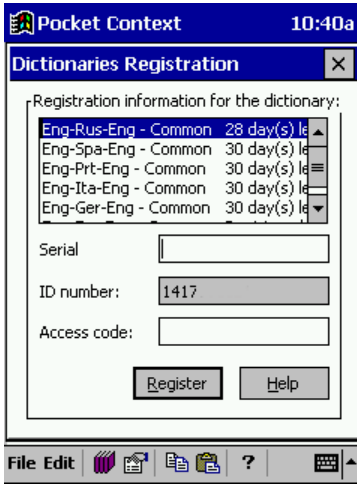 Pocket Context 10:40a
Dictionaries Registration
Registration information for the dictionary:
Eng-Rus-Eng - Common 28 day(s) le
Eng-Spa-Eng - Common 30 day(s) le
Eng-Prt-Eng - Common 30 day(s) le
Eng-Ita-Eng - Common 30 day(s) le
Eng-Ger-Eng - Common 30 day(s) le
Serial
ID number: 1417
Access code:
Register Help
File Edit ?